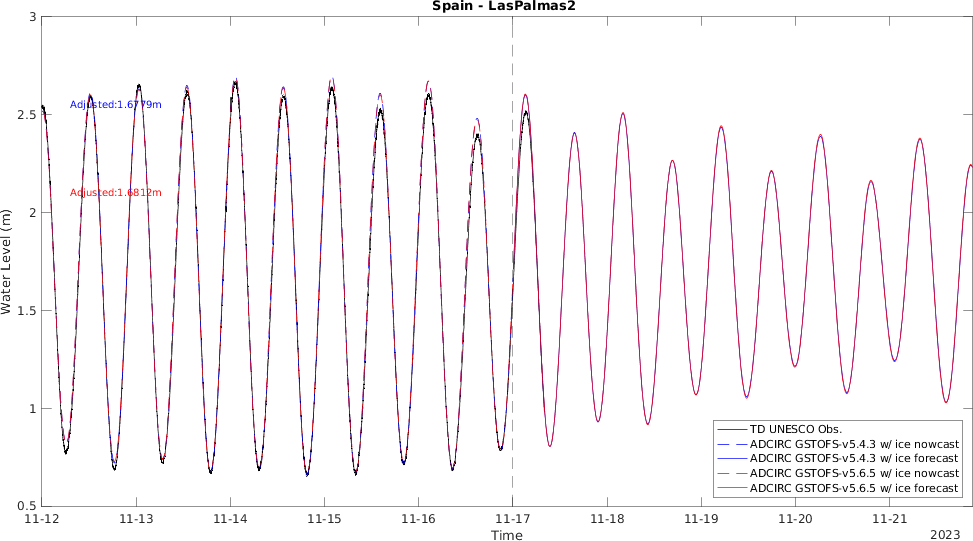 Spain - LasPalmas2
3
2.5
2
1.5
1
0.5
Water Level (m)
Adjusted:1.6779m
Adjusted:1.6812m
TD UNESCO Obs.
ADCIRC GSTOFS-v5.4.3 w/ ice nowcast
ADCIRC GSTOFS-v5.4.3 w/ ice forecast
ADCIRC GSTOFS-v5.6.5 w/ ice nowcast
ADCIRC GSTOFS-v5.6.5 w/ ice forecast
11-12 11-13 11-14 11-15 11-16 11-17 11-18 11-19 11-20 11-21
Time
2023